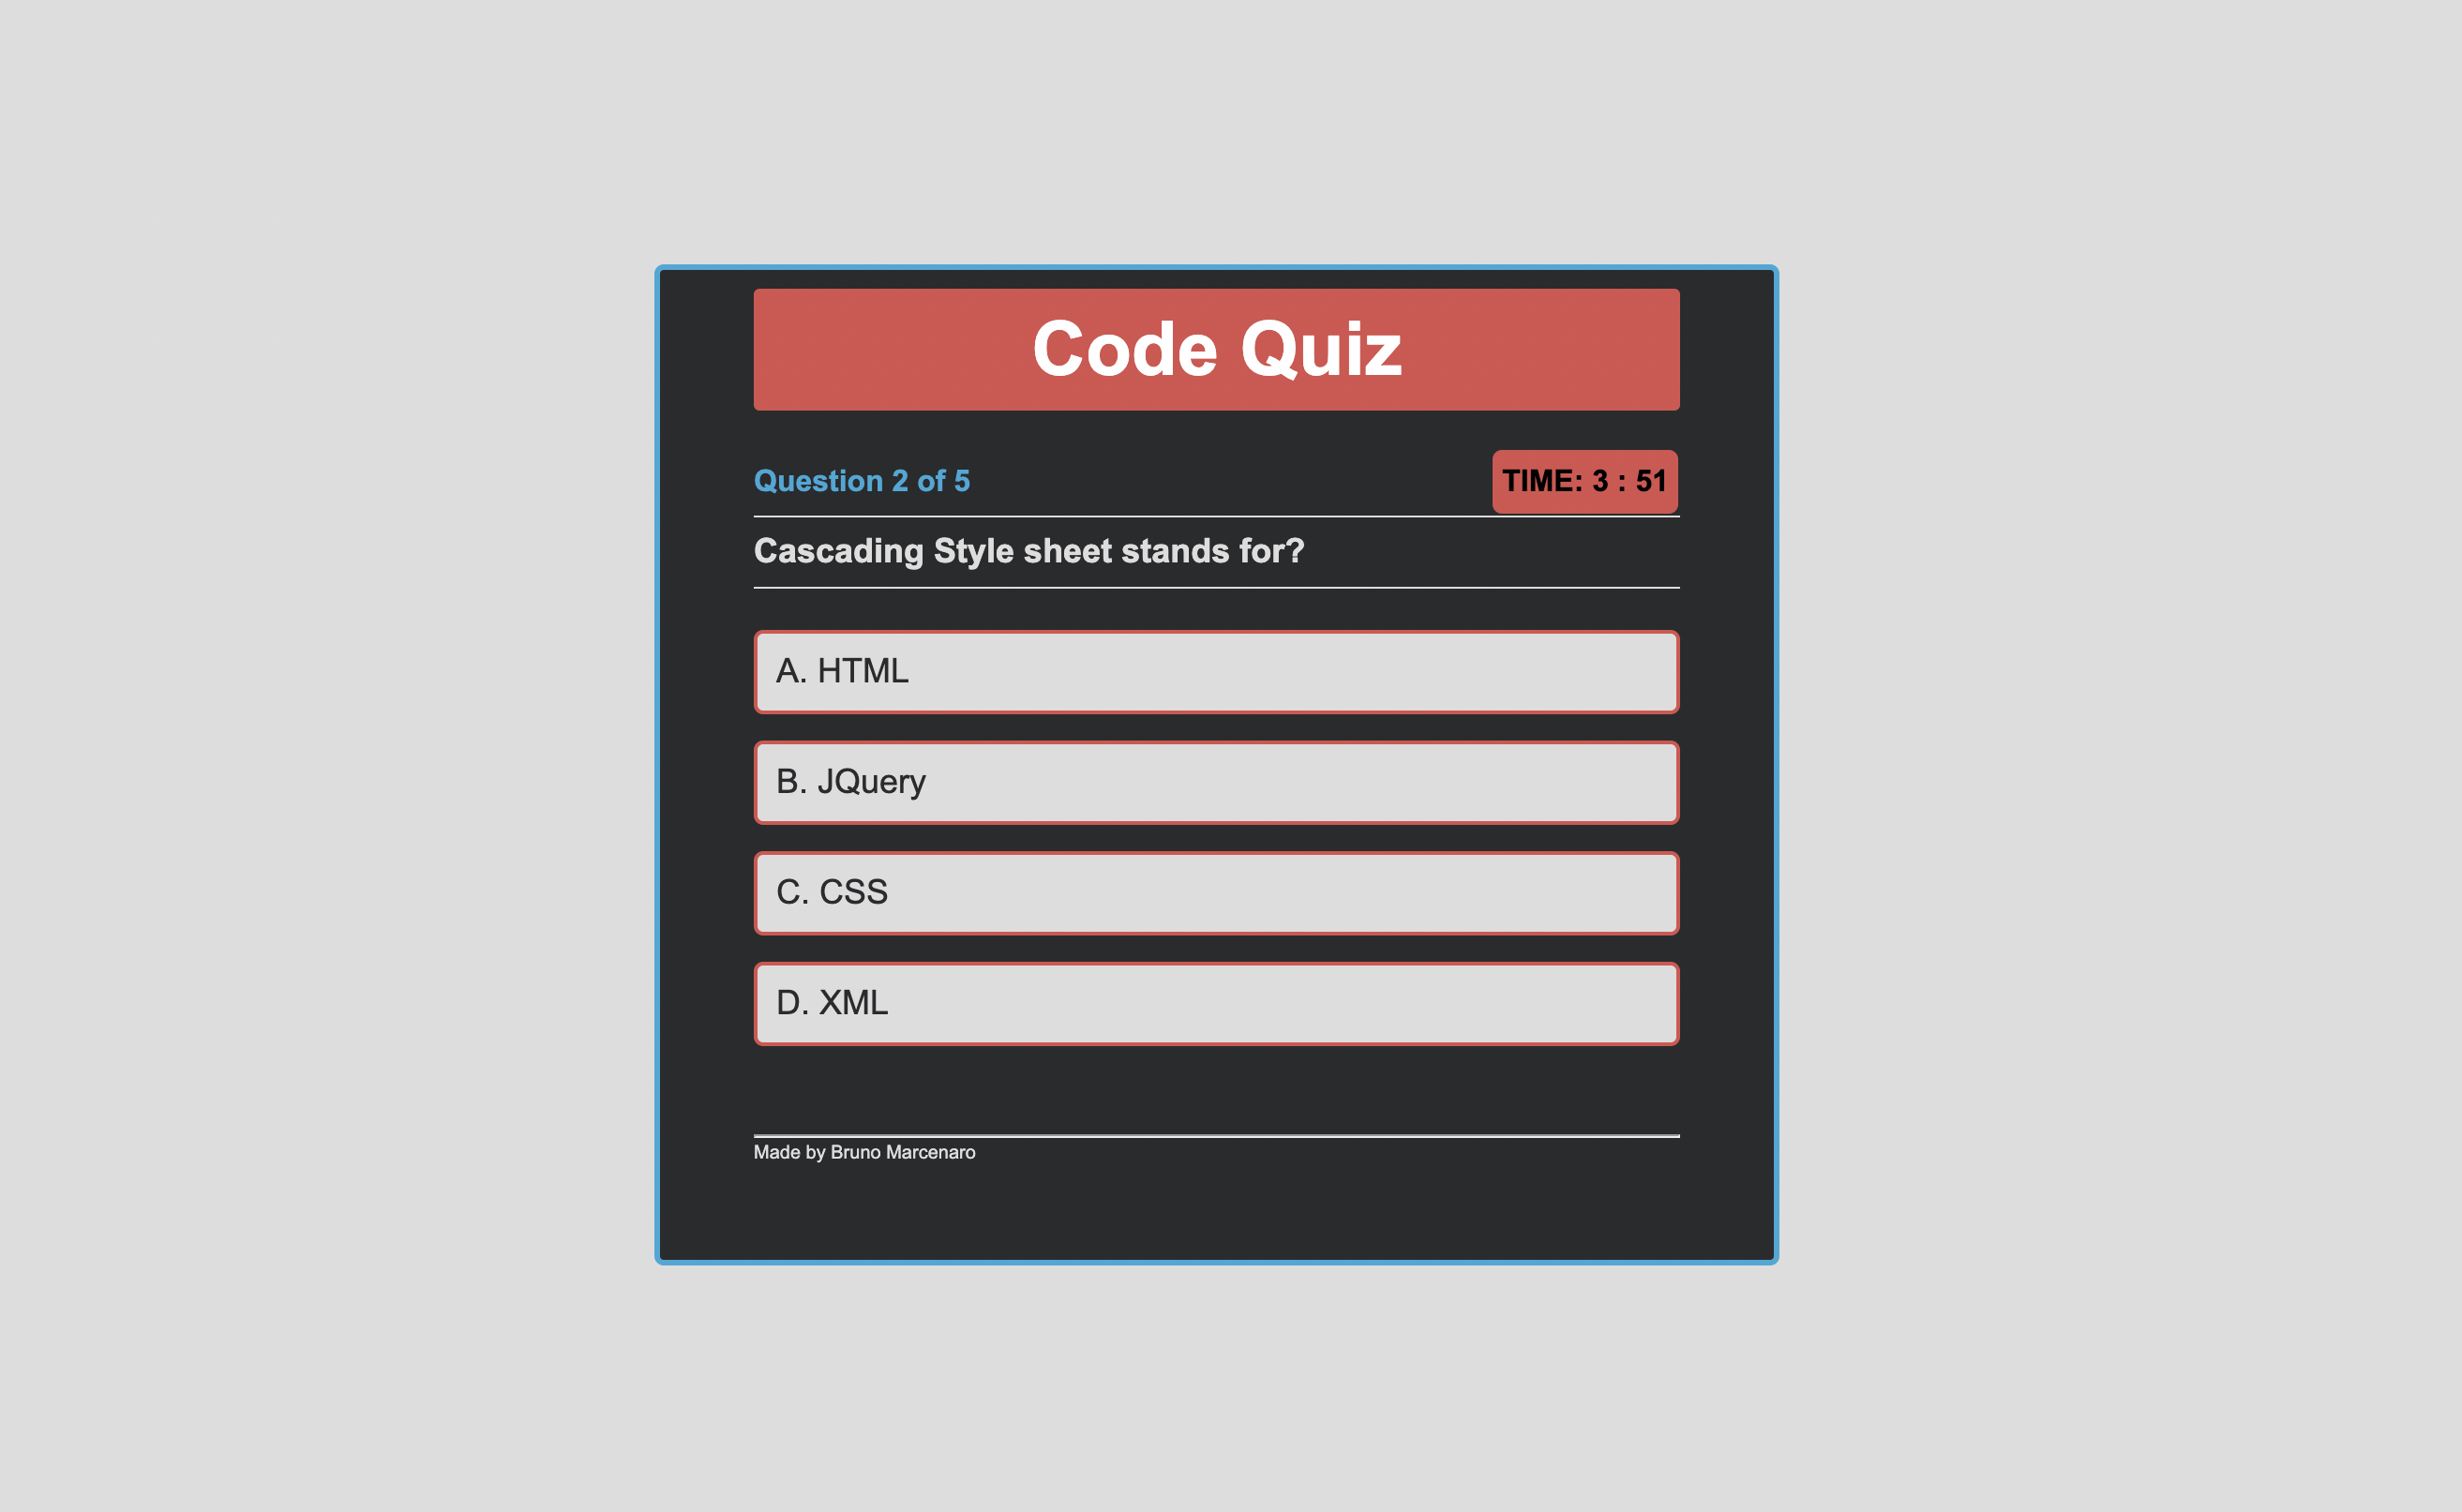 Code Quiz
Question 2 of 5
TIME: 3 : 51
Cascading Style sheet stands for?
A. HTML
B. JQuery
C. CSS
D. XML
Made by Bruno Marcenaro